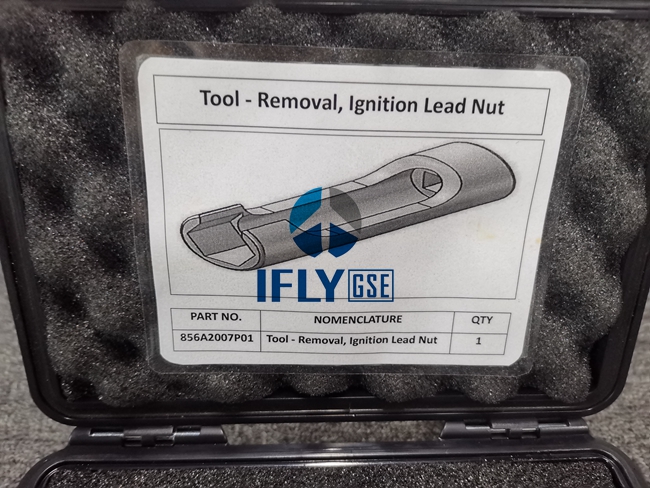 Tool - Removal, Ignition Lead Nut
IFLY GSE
PART NO. NOMENCLATURE QTY
856A2007P01 Tool - Removal, Ignition Lead Nut 1